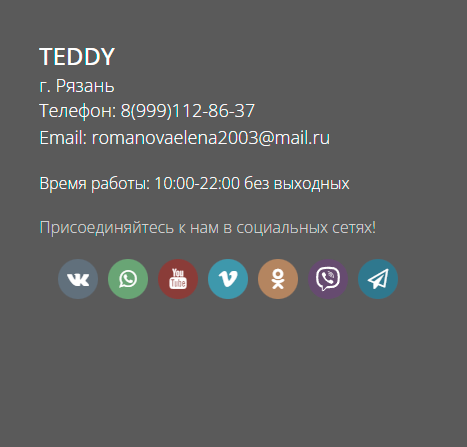 TEDDY
г. Рязань
Телефон: 8(999)112-86-37
Email: romanovaelena2003@mail.ru
Время работы: 10:00-22:00 без выходных
Присоединяйтесь к нам в социальных сетях!
You Tube